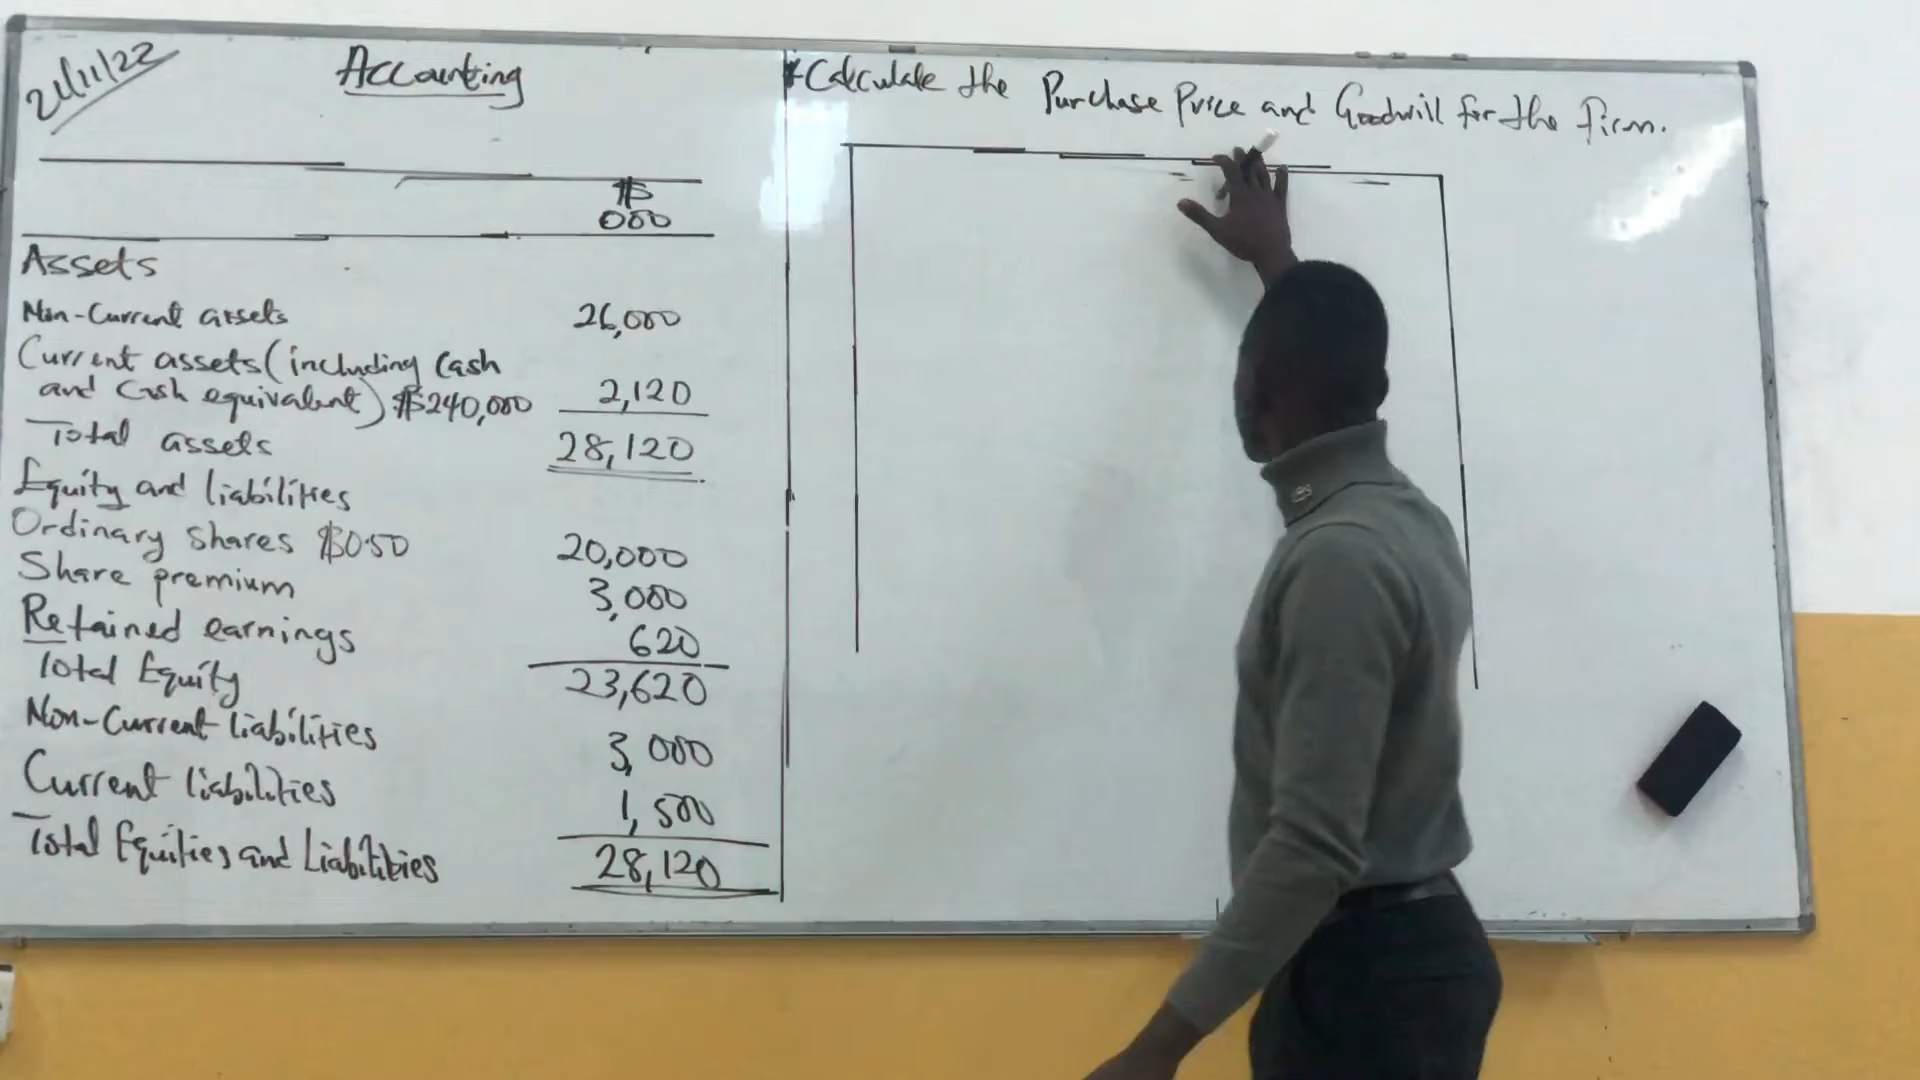 21/11/22
Accounting
$
000
Assets
Non-Current assets 26,000
Current assets (including Cash
and Cash equivalent) $240,000 2,120
Total assets 28,120
Equity and liabilities
Ordinary shares $0.50 20,000
Share premium 3,000
Retained earnings 620
Total Equity 23,620
Non-Current liabilities 3,000
Current liabilities 1,500
Total Equities and Liabilities 28,120
*Calculate the Purchase Price and Goodwill for the firm.